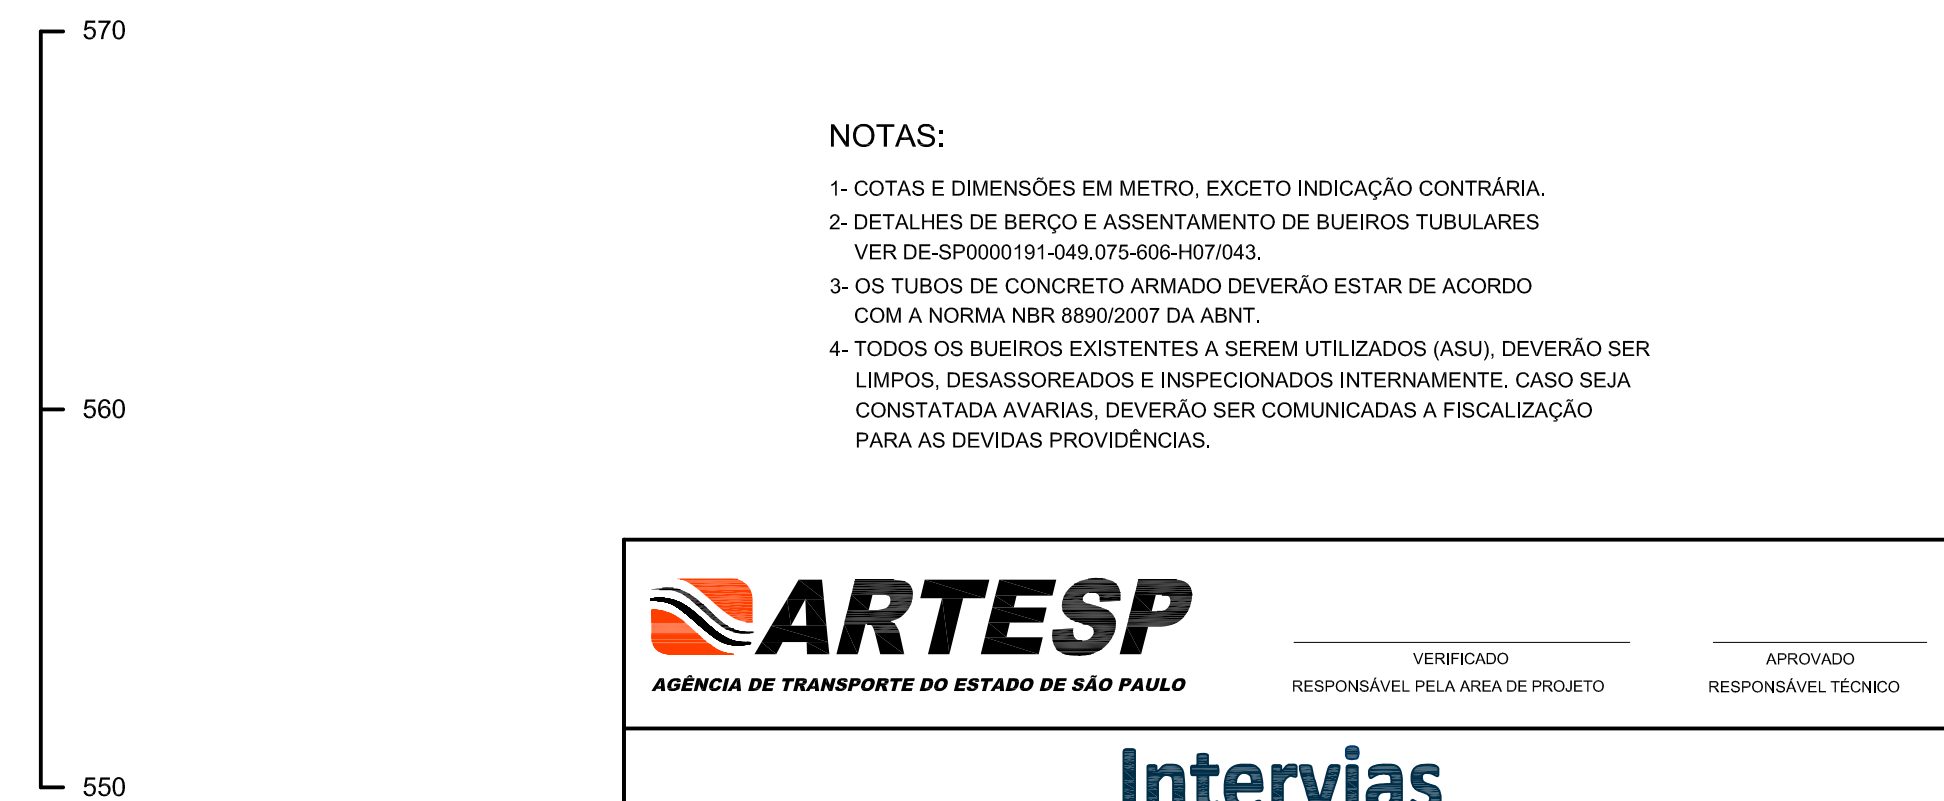 570
NOTAS:
1- COTAS E DIMENSÕES EM METRO, EXCETO INDICAÇÃO CONTRÁRIA.
2- DETALHES DE BERÇO E ASSENTAMENTO DE BUEIROS TUBULARES
VER DE-SP0000191-049.075-606-H07/043.
3- OS TUBOS DE CONCRETO ARMADO DEVERÃO ESTAR DE ACORDO
COM A NORMA NBR 8890/2007 DA ABNT.
4- TODOS OS BUEIROS EXISTENTES A SEREM UTILIZADOS (ASU), DEVERÃO SER
LIMPOS, DESASSOREADOS E INSPECIONADOS INTERNAMENTE. CASO SEJA
560
CONSTATADA AVARIAS, DEVERÃO SER COMUNICADAS A FISCALIZAÇÃO
PARA AS DEVIDAS PROVIDÊNCIAS.
ARTESP
AGÊNCIA DE TRANSPORTE DO ESTADO DE SÃO PAULO
VERIFICADO
RESPONSÁVEL PELA AREA DE PROJETO
APROVADO
RESPONSÁVEL TÉCNICO
Intervias
550